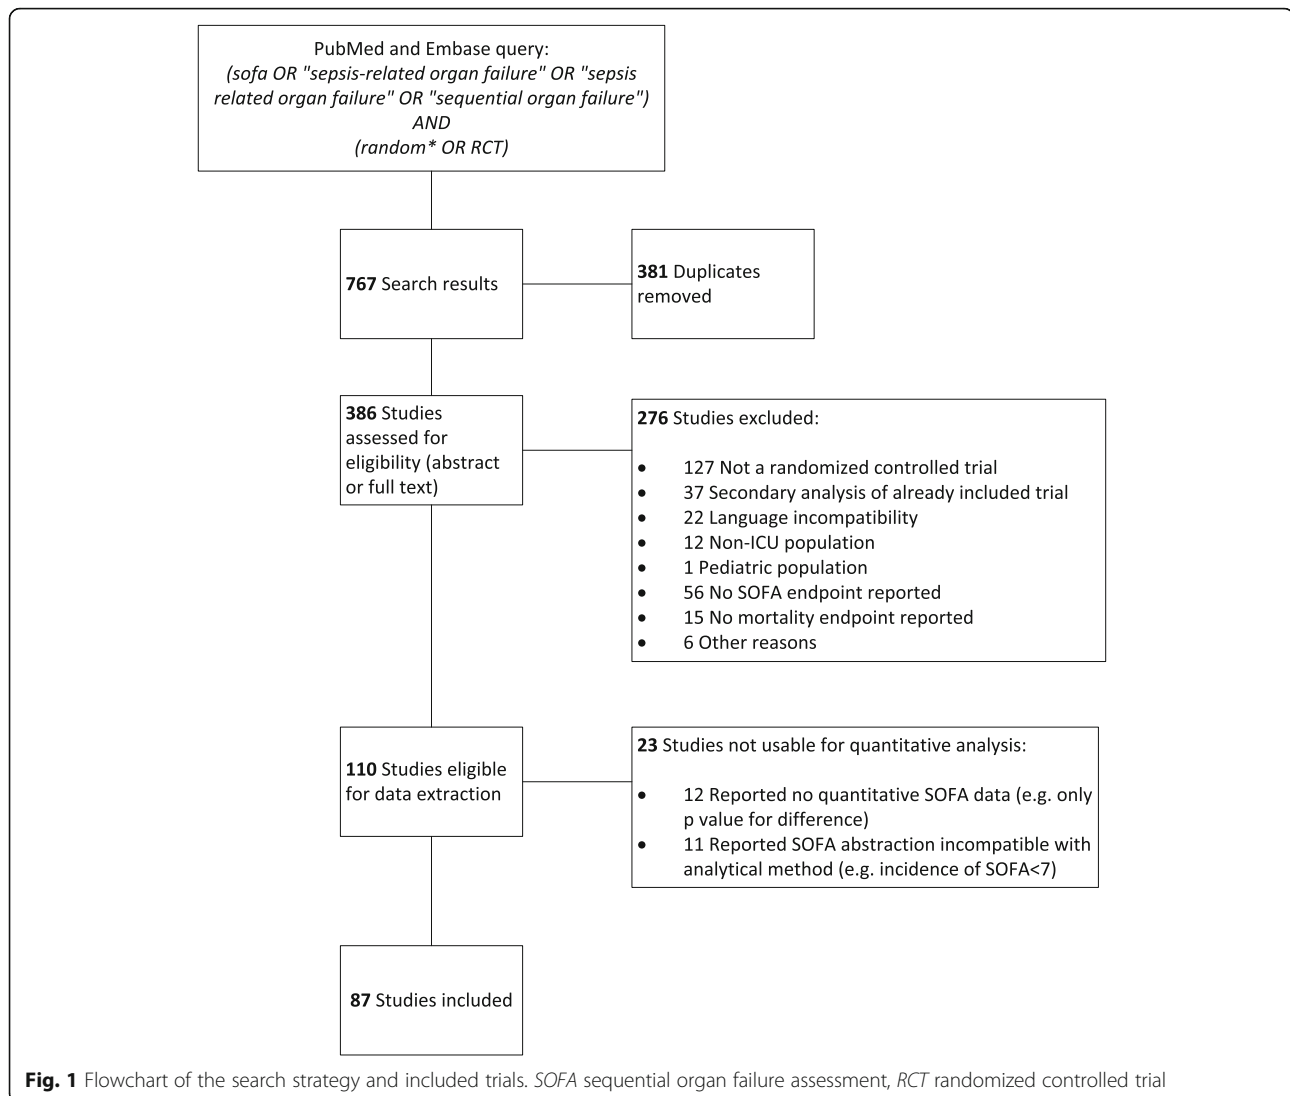 PubMed and Embase query:
(sofa OR "sepsis-related organ failure" OR "sepsis
related organ failure" OR "sequential organ failure")
AND
(random* OR RCT)
767 Search results
381 Duplicates
removed
386 Studies
assessed for
eligibility (abstract
or full text)
276 Studies excluded:
• 127 Not a randomized controlled trial
• 37 Secondary analysis of already included trial
• 22 Language incompatibility
• 12 Non-ICU population
• 1 Pediatric population
• 56 No SOFA endpoint reported
• 15 No mortality endpoint reported
• 6 Other reasons
110 Studies eligible
for data extraction
23 Studies not usable for quantitative analysis:
• 12 Reported no quantitative SOFA data (e.g. only
p value for difference)
• 11 Reported SOFA abstraction incompatible with
analytical method (e.g. incidence of SOFA<7)
87 Studies included
Fig. 1 Flowchart of the search strategy and included trials. SOFA sequential organ failure assessment, RCT randomized controlled trial